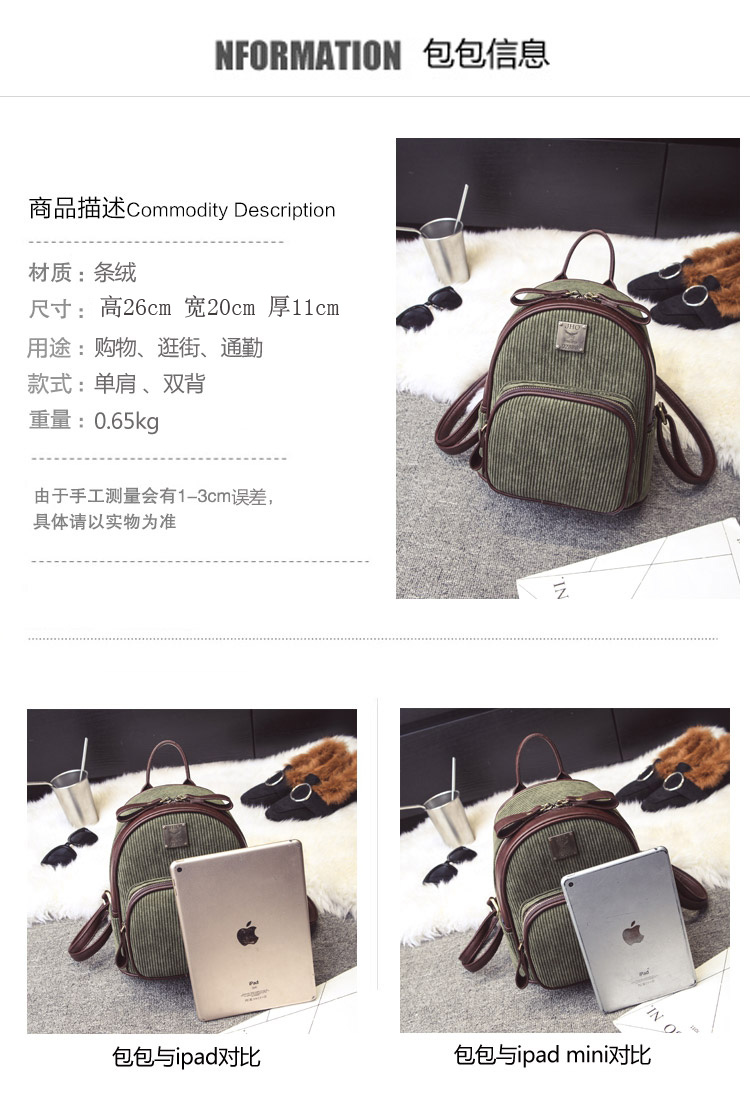 NFORMATION 包包信息
商品描述Commodity Description
材质：条绒
尺寸：高26cm 宽20cm 厚11cm
用途：购物、逛街、通勤
款式：单肩 、双背
重量：0.65kg
由于手工测量会有1-3cm误差，
具体请以实物为准
iPad
iPad
包包与ipad对比
包包与ipad mini对比